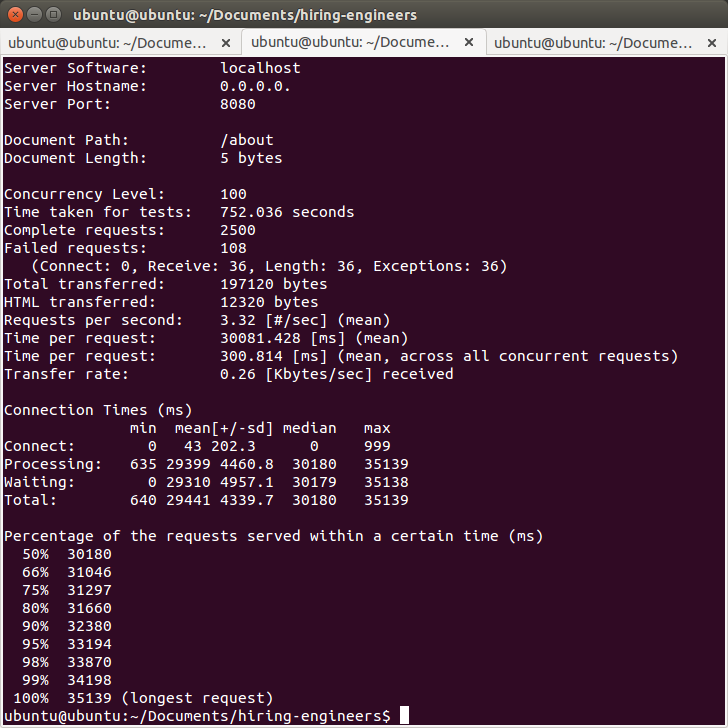 ubuntu@ubuntu: ~/Documents/hiring-engineers
ubuntu@ubuntu: ~/Docume... × ubuntu@ubuntu: ~/Docume... × ubuntu@ubuntu: ~/Docume... ×
Server Software:        localhost
Server Hostname:        0.0.0.0.
Server Port:            8080

Document Path:          /about
Document Length:        5 bytes

Concurrency Level:      100
Time taken for tests:   752.036 seconds
Complete requests:      2500
Failed requests:        108
   (Connect: 0, Receive: 36, Length: 36, Exceptions: 36)
Total transferred:      197120 bytes
HTML transferred:       12320 bytes
Requests per second:    3.32 [#/sec] (mean)
Time per request:       30081.428 [ms] (mean)
Time per request:       300.814 [ms] (mean, across all concurrent requests)
Transfer rate:          0.26 [Kbytes/sec] received

Connection Times (ms)
              min  mean[+/-sd] median   max
Connect:        0   43 202.3      0     999
Processing:   635 29399 4460.8  30180   35139
Waiting:        0 29310 4957.1  30179   35138
Total:        640 29441 4339.7  30180   35139

Percentage of the requests served within a certain time (ms)
  50%  30180
  66%  31046
  75%  31297
  80%  31660
  90%  32380
  95%  33194
  98%  33870
  99%  34198
 100%  35139 (longest request)
ubuntu@ubuntu:~/Documents/hiring-engineers$